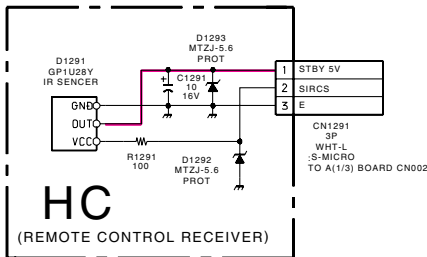 D1293
MTZJ-5.6
PROT
D1291
GP1U28Y
IR SENCER
C1291
10
16V
1 STBY 5V
2 SIRCS
3 E
GND
OUT
VCC
R1291
100
D1292
MTZJ-5.6
PROT
CN1291
3P
WHT-L
:S-MICRO
TO A(1/3) BOARD CN002
HC
(REMOTE CONTROL RECEIVER)